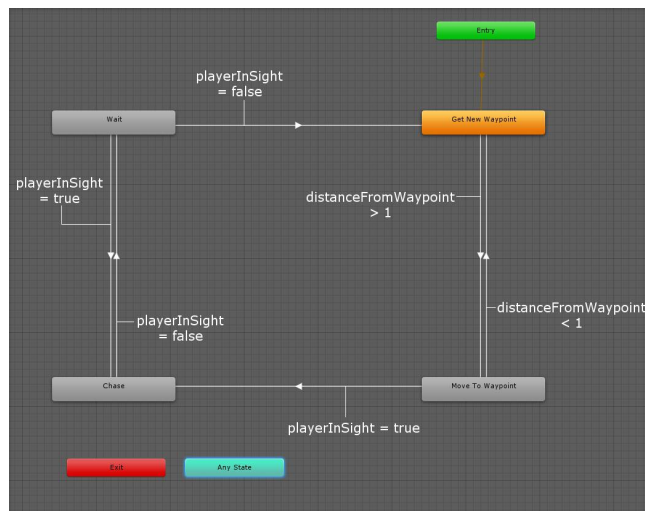 Entry
playerInSight
= false
Wait
Get New Waypoint
playerInSight
= true
distanceFromWaypoint
> 1
distanceFromWaypoint
< 1
playerInSight
= false
Chase
Move To Waypoint
playerInSight = true
Exit
Any State